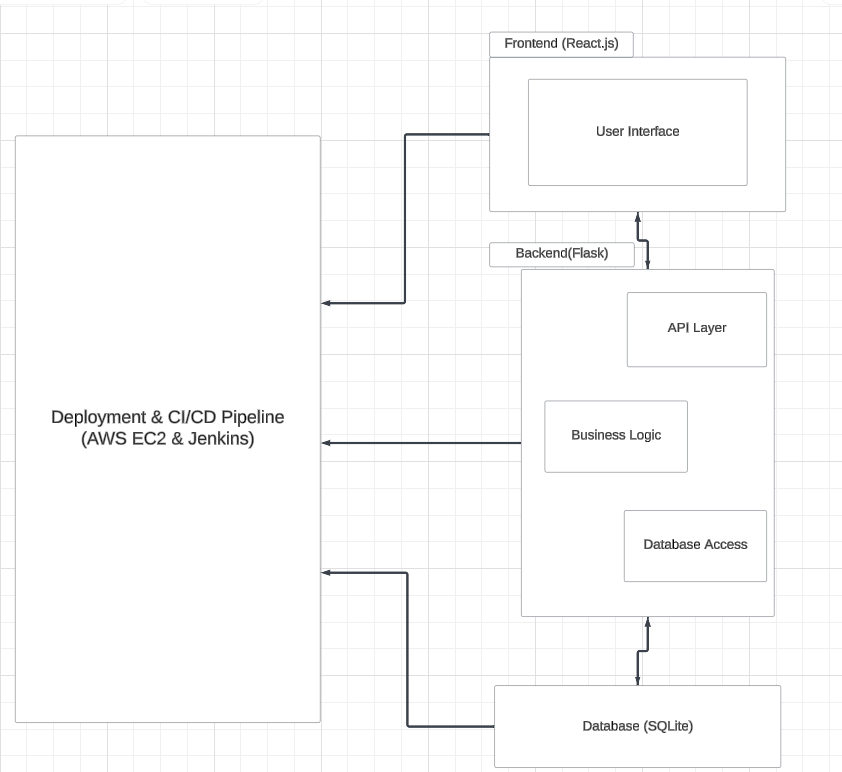 Frontend (React.js)
User Interface
Backend(Flask)
API Layer
Business Logic
Database Access
Database (SQLite)
Deployment & CI/CD Pipeline
(AWS EC2 & Jenkins)